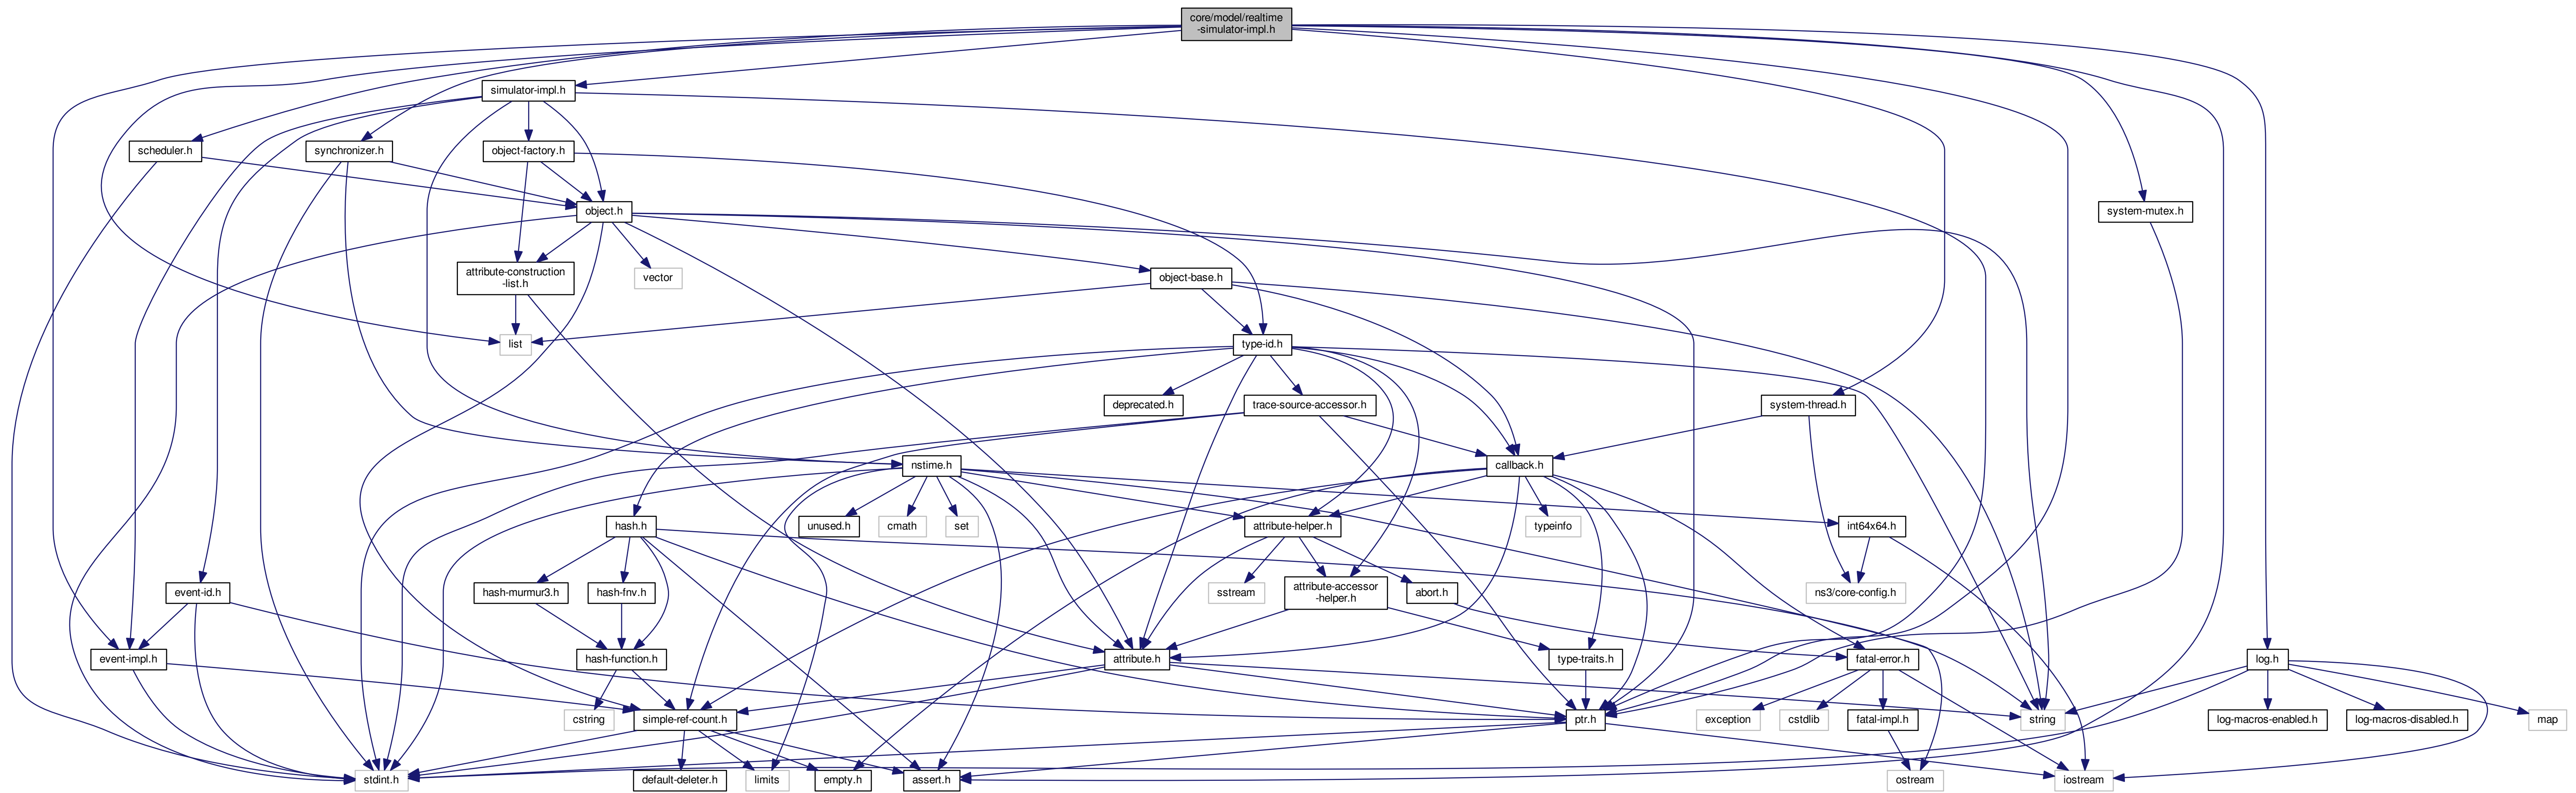 core/model/realtime
-simulator-impl.h
simulator-impl.h
scheduler.h
synchronizer.h
object-factory.h
object.h
system-mutex.h
attribute-construction
-list.h
vector
object-base.h
list
type-id.h
deprecated.h
trace-source-accessor.h
system-thread.h
nstime.h
callback.h
hash.h
unused.h
cmath
set
attribute-helper.h
typeinfo
int64x64.h
event-id.h
hash-murmur3.h
hash-fnv.h
sstream
attribute-accessor
-helper.h
abort.h
ns3/core-config.h
event-impl.h
hash-function.h
attribute.h
type-traits.h
fatal-error.h
log.h
cstring
simple-ref-count.h
ptr.h
exception
cstdlib
fatal-impl.h
string
log-macros-enabled.h
log-macros-disabled.h
map
stdint.h
default-deleter.h
limits
empty.h
assert.h
ostream
iostream